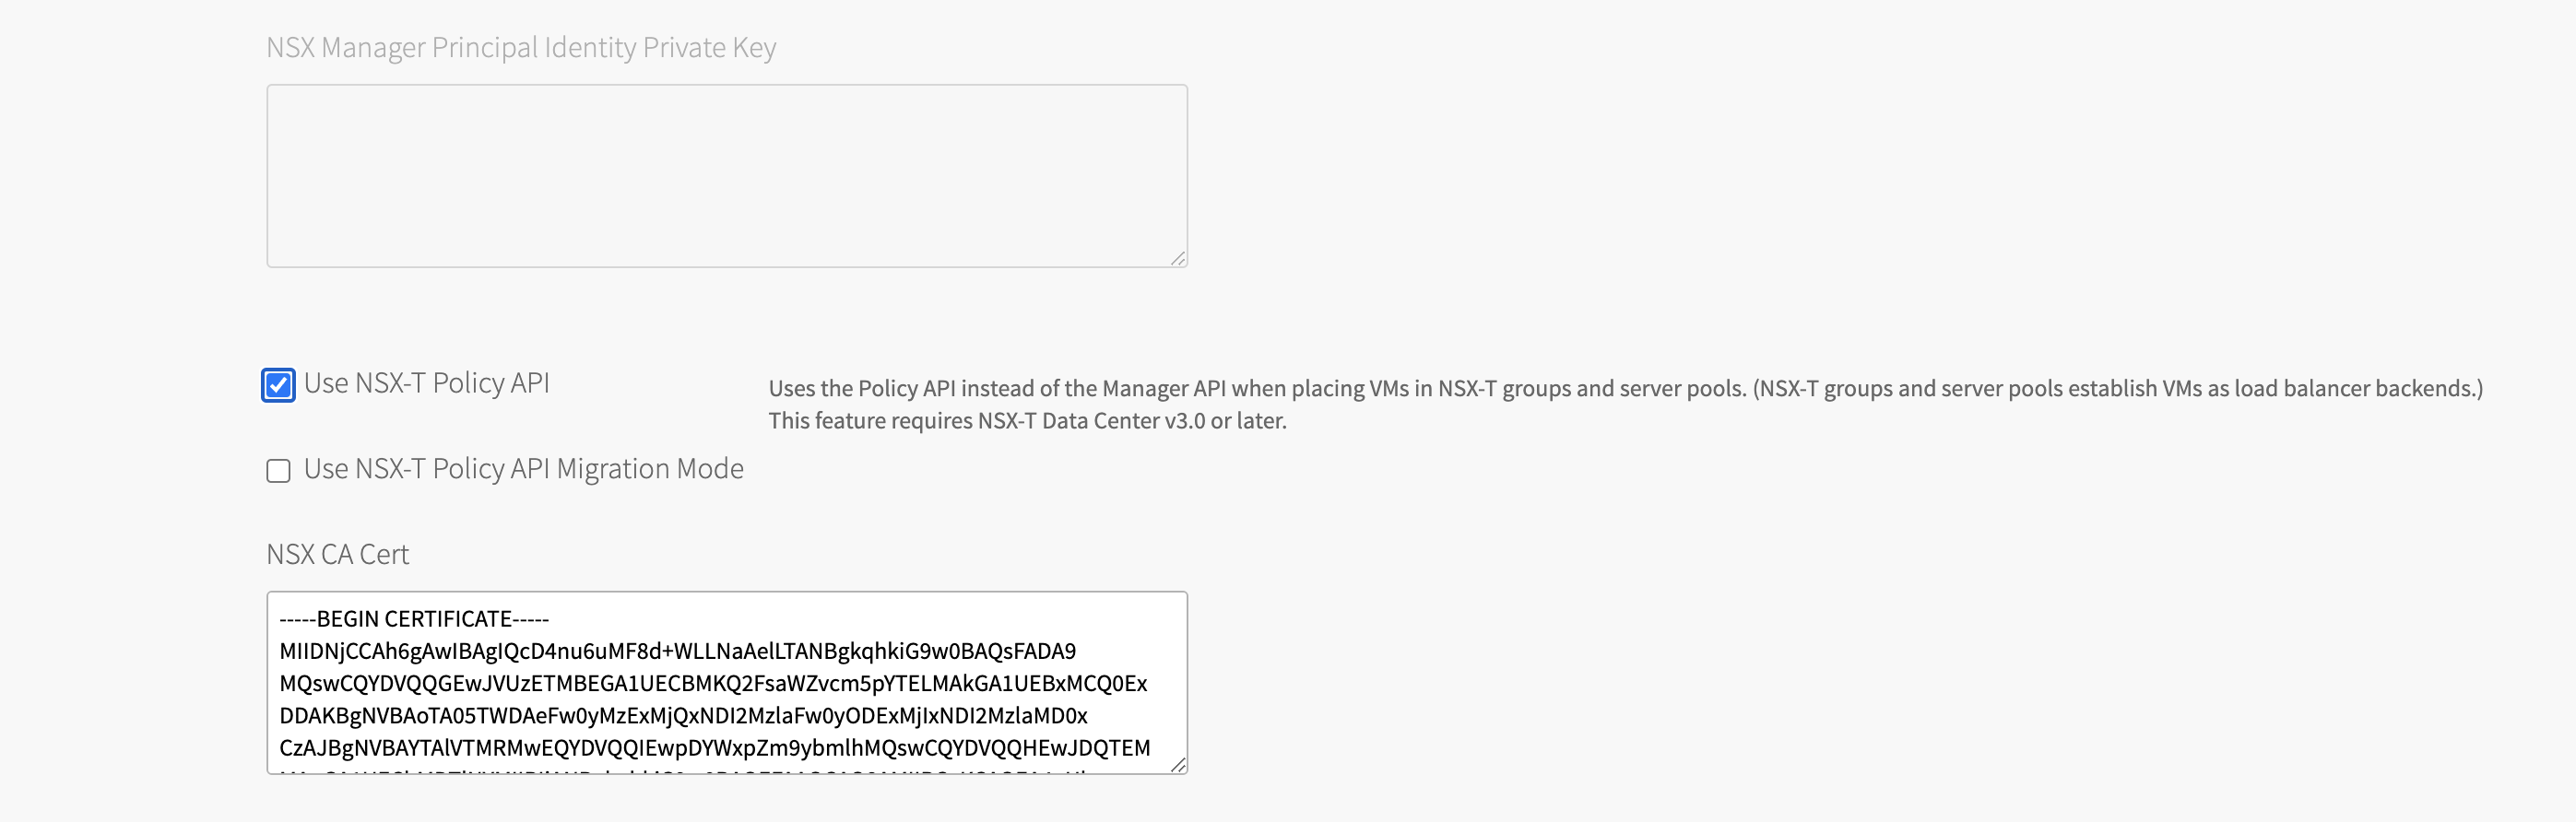 NSX Manager Principal Identity Private Key
Use NSX-T Policy API
Uses the Policy API instead of the Manager API when placing VMs in NSX-T groups and server pools. (NSX-T groups and server pools establish VMs as load balancer backends.)
This feature requires NSX-T Data Center v3.0 or later.
Use NSX-T Policy API Migration Mode
NSX CA Cert
-----BEGIN CERTIFICATE-----
MIIDNjCCAh6gAwIBAgIQcD4nu6uMF8d+WLLNaAelLTANBgkqhkiG9w0BAQsFADA9
MQswCQYDVQQGEwJVUzETMBEGA1UECBMKQ2FsaWZvcm5pYTELMAkGA1UEBxMCQ0Ex
DDAKBgNVBAoTA05TWDAeFw0yMzExMjQxNDI2MzlaFw0yODExMjIxNDI2MzlaMD0x
CzAJBgNVBAYTAlVTMRMwEQYDVQQIEwpDYWxpZm9ybmlhMQswCQYDVQQHEwJDQTEM